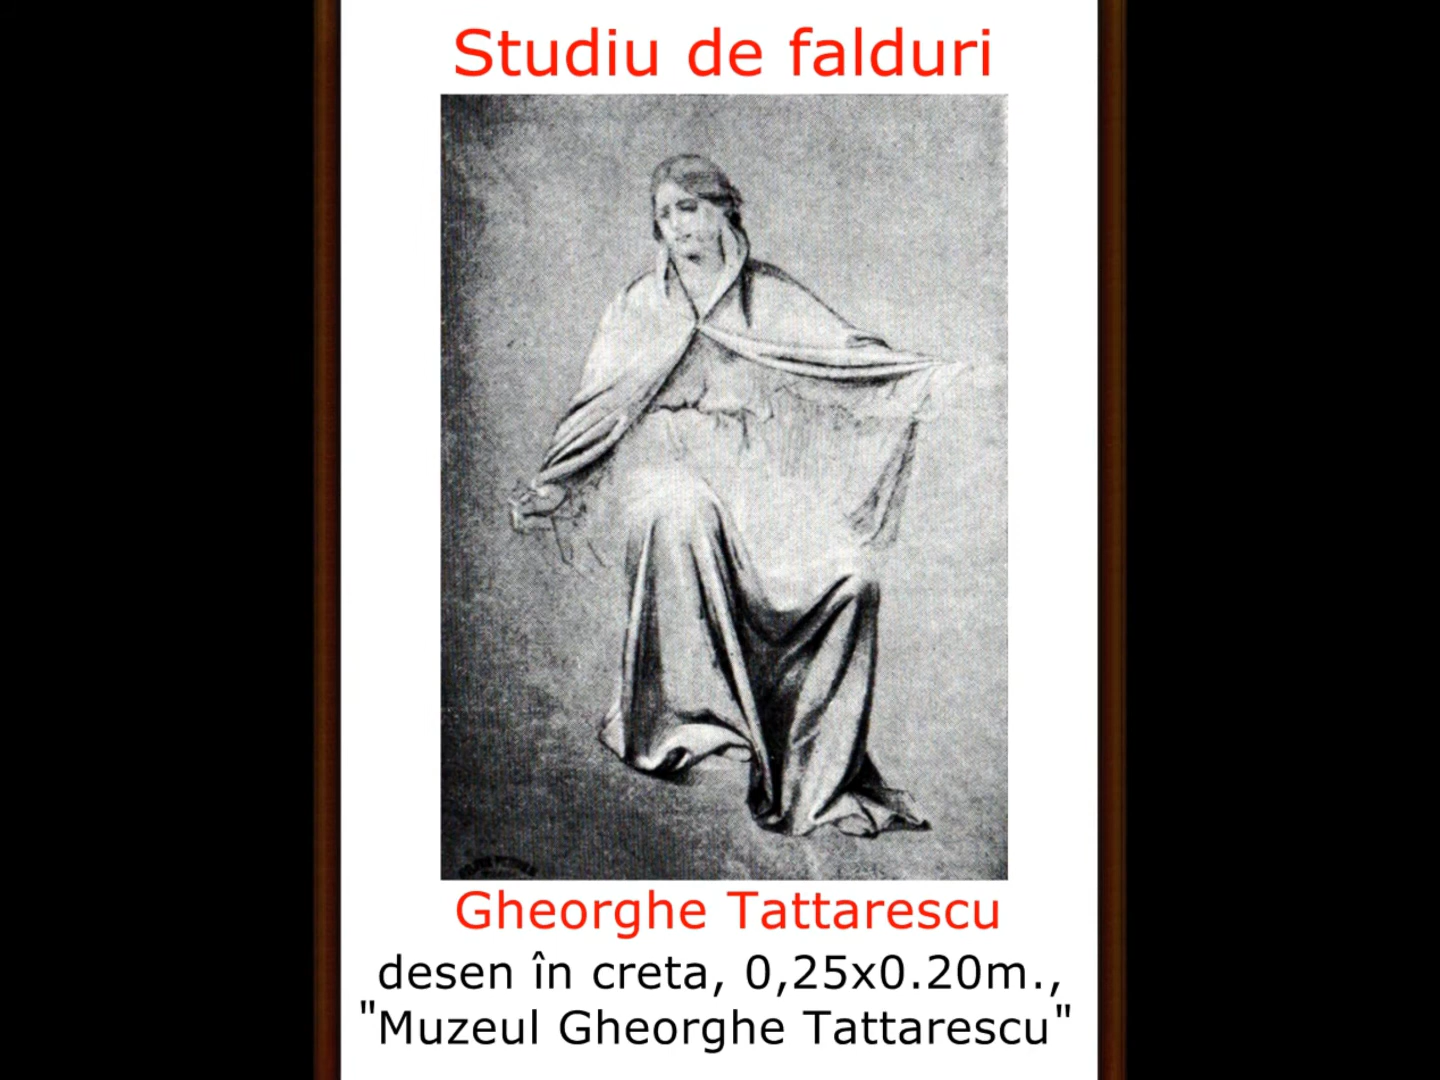 Studiu de falduri
Gheorghe Tattarescu
desen în creta, 0,25x0.20m.,
"Muzeul Gheorghe Tattarescu"